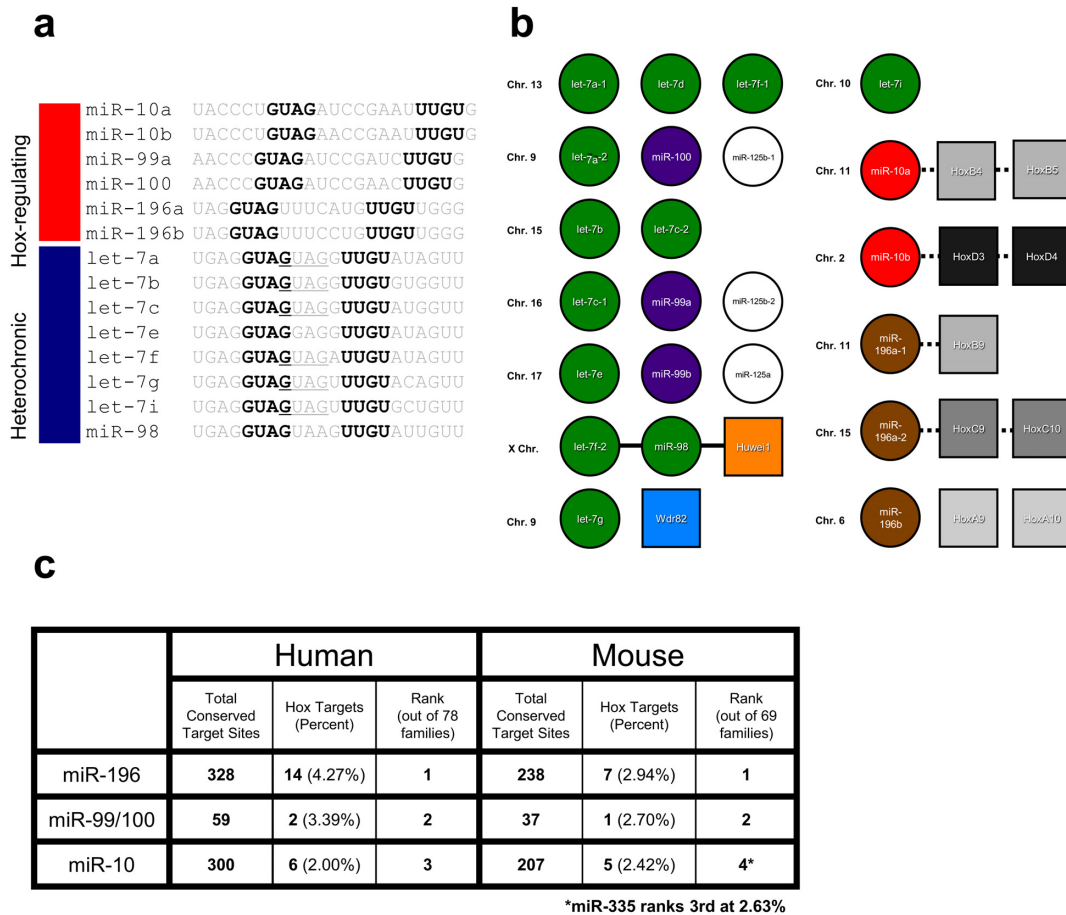 a
Hox-regulating
Heterochronic
miR-10a UACCCUGUAGAUCCGAAUUUGUG
miR-10b UACCCUGUAGAACCGAAUUUGUG
miR-99a AACCCGUAGAUCCGAUCUUGUG
miR-100 AACCCGUAGAUCCGAACUUGUG
miR-196a UAGGUAGUUUCAUGUUGUUGGG
miR-196b UAGGUAGUUUCCUGUUGUUGGG
let-7a UGAGGUAGGUAGGUUGUAUAGUU
let-7b UGAGGUAGGUAGGUUGUGUGGUU
let-7c UGAGGUAGGUAGGUUGUAUGGUU
let-7e UGAGGUAGGAGGUUGUAUAGUU
let-7f UGAGGUAGGUAGUUUGUAUAGUU
let-7g UGAGGUAGGUAGUUUGUACAGUU
let-7i UGAGGUAGGUAGUUUGUGCUGUU
miR-98 UGAGGUAGUAAGUUGUAUUGUU
b
Chr. 13 let-7a-1 let-7d let-7f-1
Chr. 9 let-7a-2 miR-100 miR-125b-1
Chr. 15 let-7b let-7c-2
Chr. 16 let-7c-1 miR-99a miR-125b-2
Chr. 17 let-7e miR-99b miR-125a
X Chr. let-7f-2 miR-98 Huwei1
Chr. 9 let-7g Wdr82
Chr. 10 let-7i
Chr. 11 miR-10a HoxB4 HoxB5
Chr. 2 miR-10b HoxD3 HoxD4
Chr. 11 miR-196a-1 HoxB9
Chr. 15 miR-196a-2 HoxC9 HoxC10
Chr. 6 miR-196b HoxA9 HoxA10
c
Human Mouse
Total Conserved Target Sites Hox Targets (Percent) Rank (out of 78 families) Total Conserved Target Sites Hox Targets (Percent) Rank (out of 69 families)
miR-196 328 14 (4.27%) 1 238 7 (2.94%) 1
miR-99/100 59 2 (3.39%) 2 37 1 (2.70%) 2
miR-10 300 6 (2.00%) 3 207 5 (2.42%) 4*
*miR-335 ranks 3rd at 2.63%